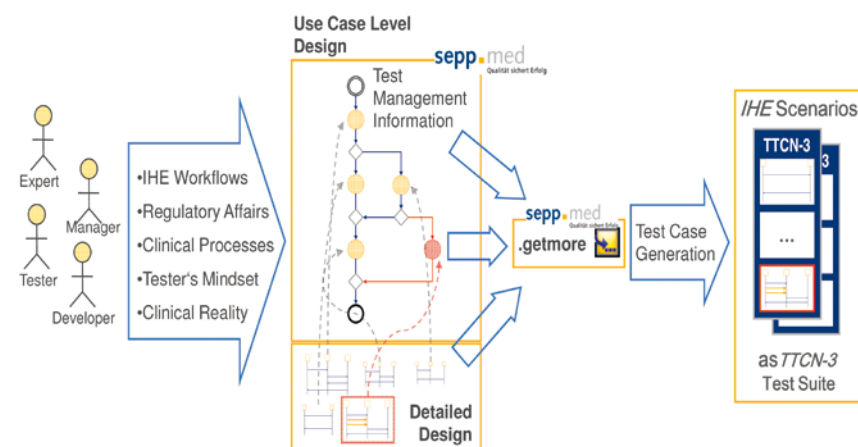 Use Case Level
Design
sepp.med
Qualität sichert Erfolg
Test
Management
Information
Expert
Manager
Tester
Developer
•IHE Workflows
•Regulatory Affairs
•Clinical Processes
•Tester's Mindset
•Clinical Reality
sepp.med
Qualität sichert Erfolg
.getmore
Test Case
Generation
IHE Scenarios
TTCN-3
3
...
as TTCN-3
Test Suite
Detailed
Design